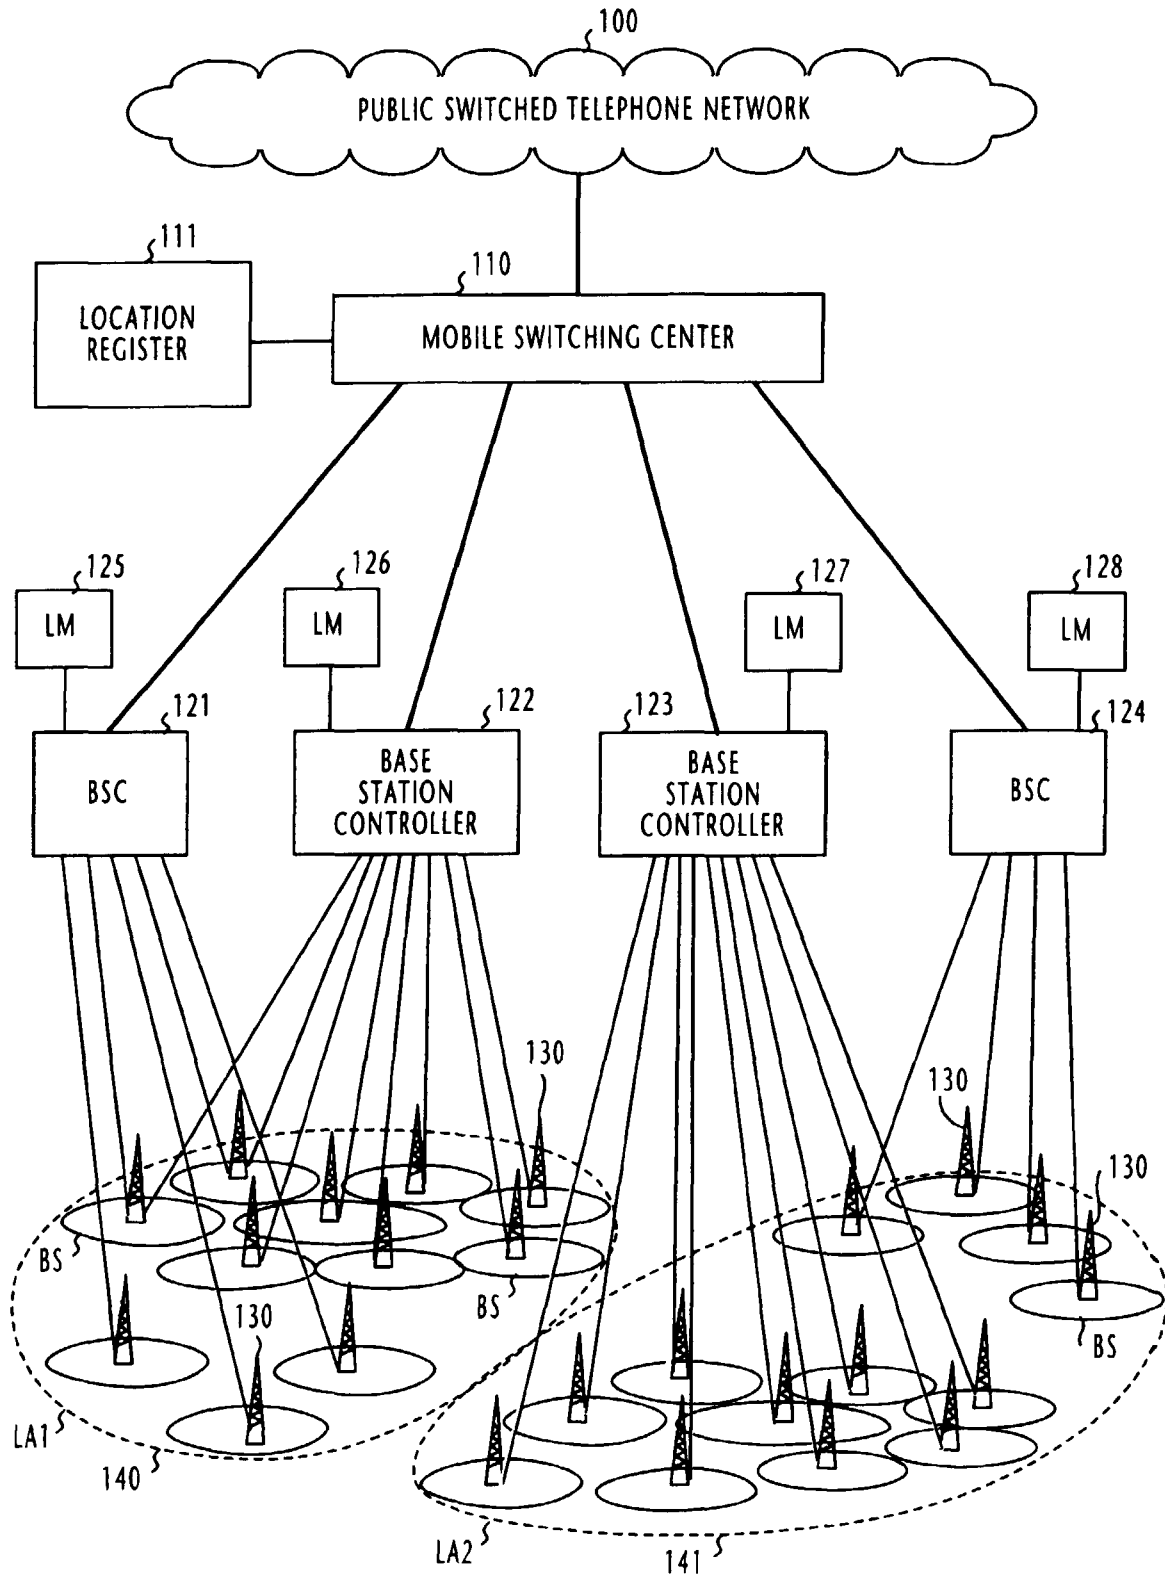 100
PUBLIC SWITCHED TELEPHONE NETWORK
111
110
LOCATION
REGISTER
MOBILE SWITCHING CENTER
125
126
127
128
LM
LM
LM
LM
121
122
123
124
BSC
BASE
STATION
CONTROLLER
BASE
STATION
CONTROLLER
BSC
130
130
130
BS
BS
130
BS
LA1
140
LA2
141